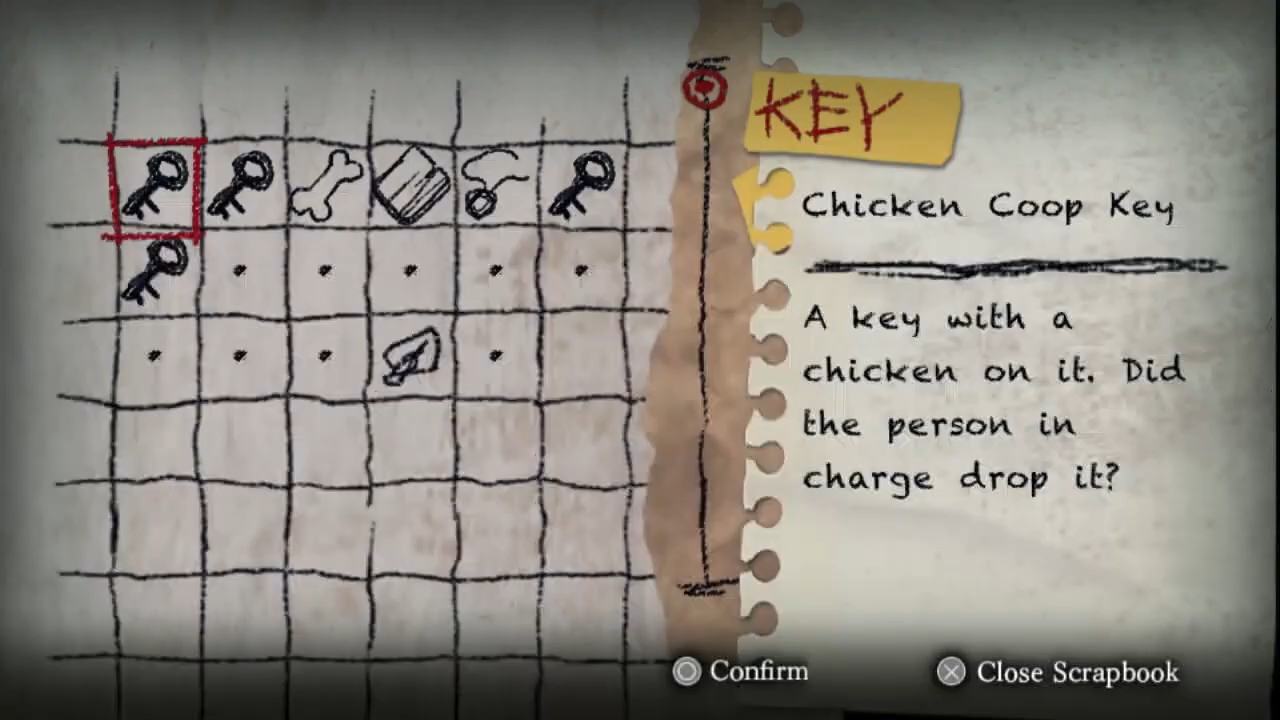 KEY
Chicken Coop Key
A key with a
chicken on it. Did
the person in
charge drop it?
Confirm
Close Scrapbook